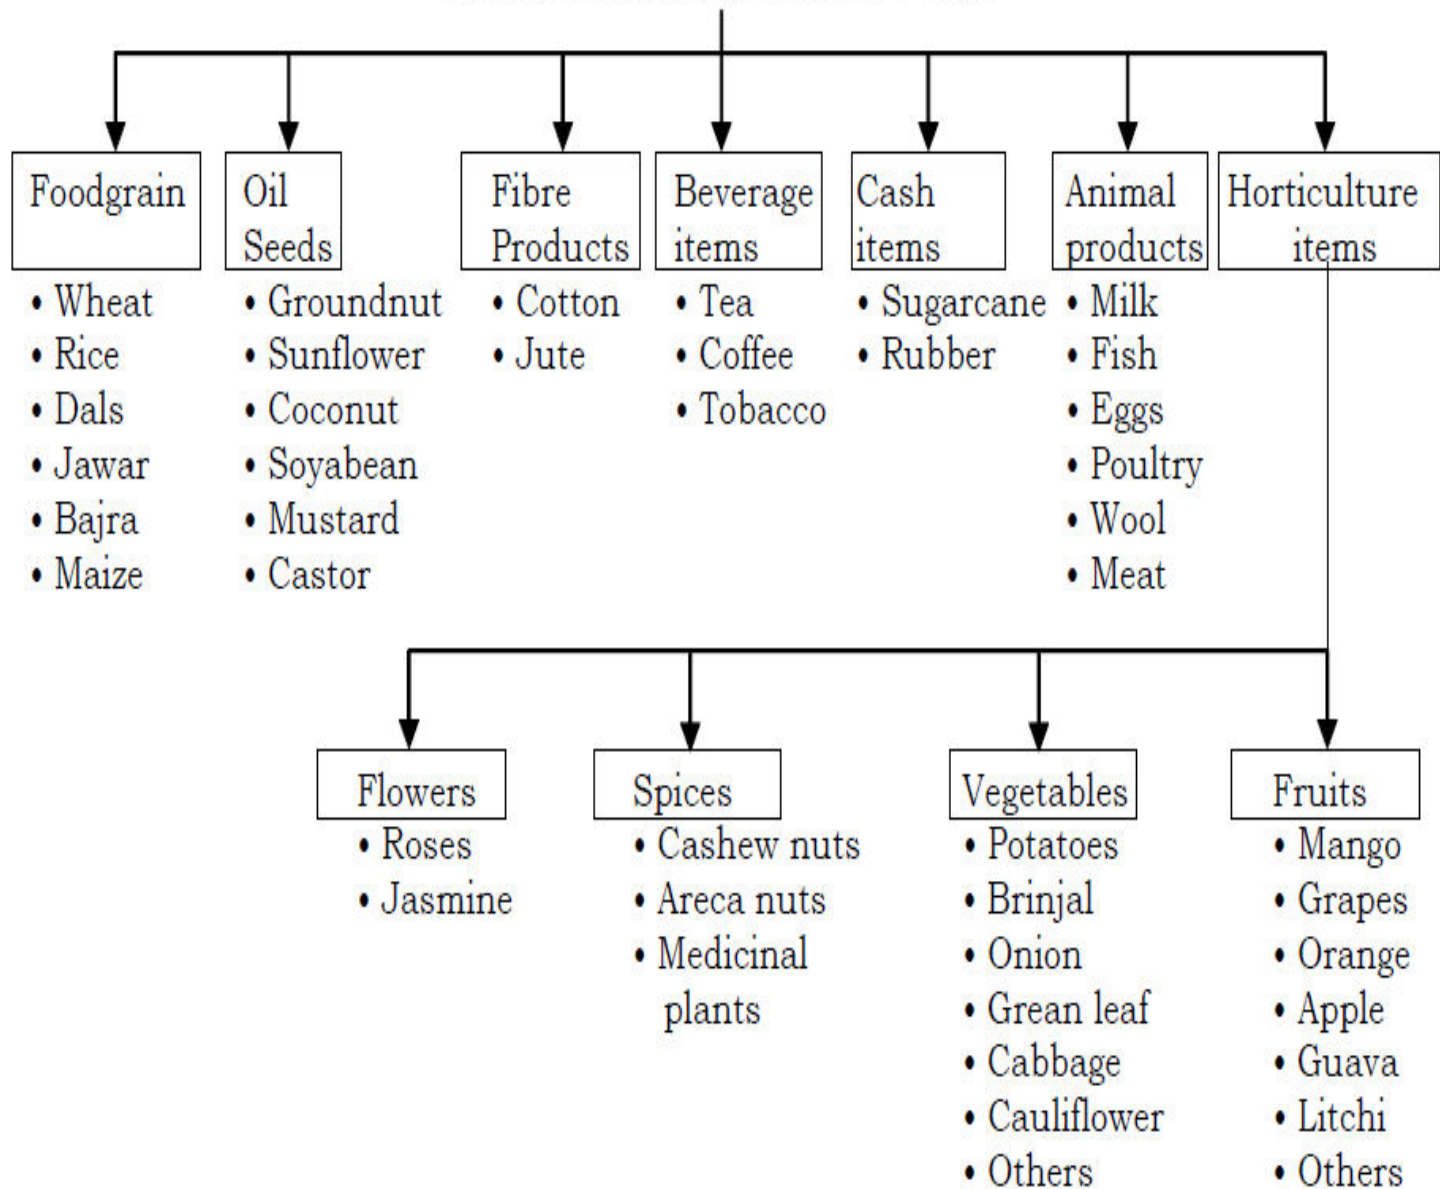 Foodgrain
Oil
Seeds
Fibre
Products
Beverage
items
Cash
items
Animal
products
Horticulture
items
• Wheat
• Rice
• Dals
• Jawar
• Bajra
• Maize
• Groundnut
• Sunflower
• Coconut
• Soyabean
• Mustard
• Castor
• Cotton
• Jute
• Tea
• Coffee
• Tobacco
• Sugarcane
• Rubber
• Milk
• Fish
• Eggs
• Poultry
• Wool
• Meat
Flowers
• Roses
• Jasmine
Spices
• Cashew nuts
• Areca nuts
• Medicinal
plants
Vegetables
• Potatoes
• Brinjal
• Onion
• Grean leaf
• Cabbage
• Cauliflower
• Others
Fruits
• Mango
• Grapes
• Orange
• Apple
• Guava
• Litchi
• Others